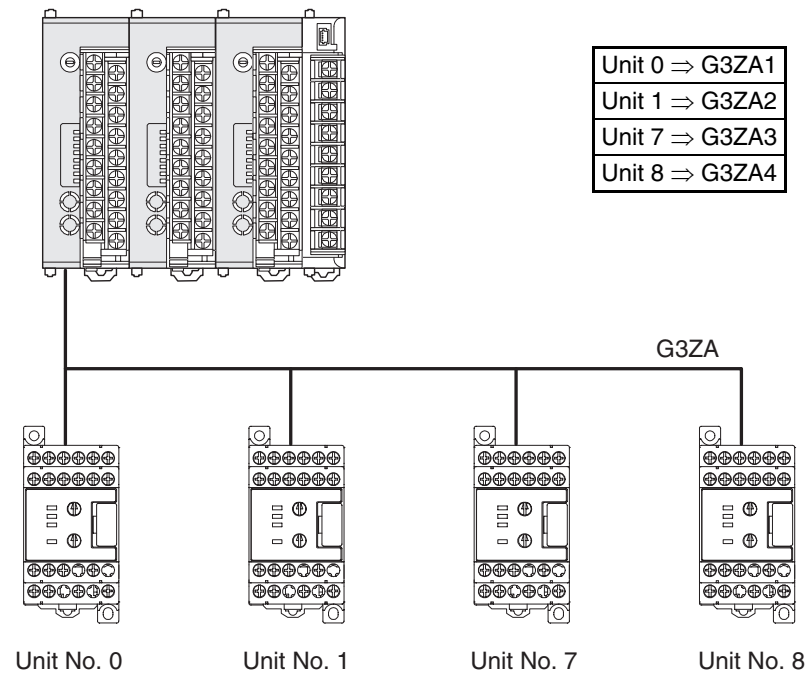 Unit 0 ⇒ G3ZA1
Unit 1 ⇒ G3ZA2
Unit 7 ⇒ G3ZA3
Unit 8 ⇒ G3ZA4
G3ZA
Unit No. 0
Unit No. 1
Unit No. 7
Unit No. 8